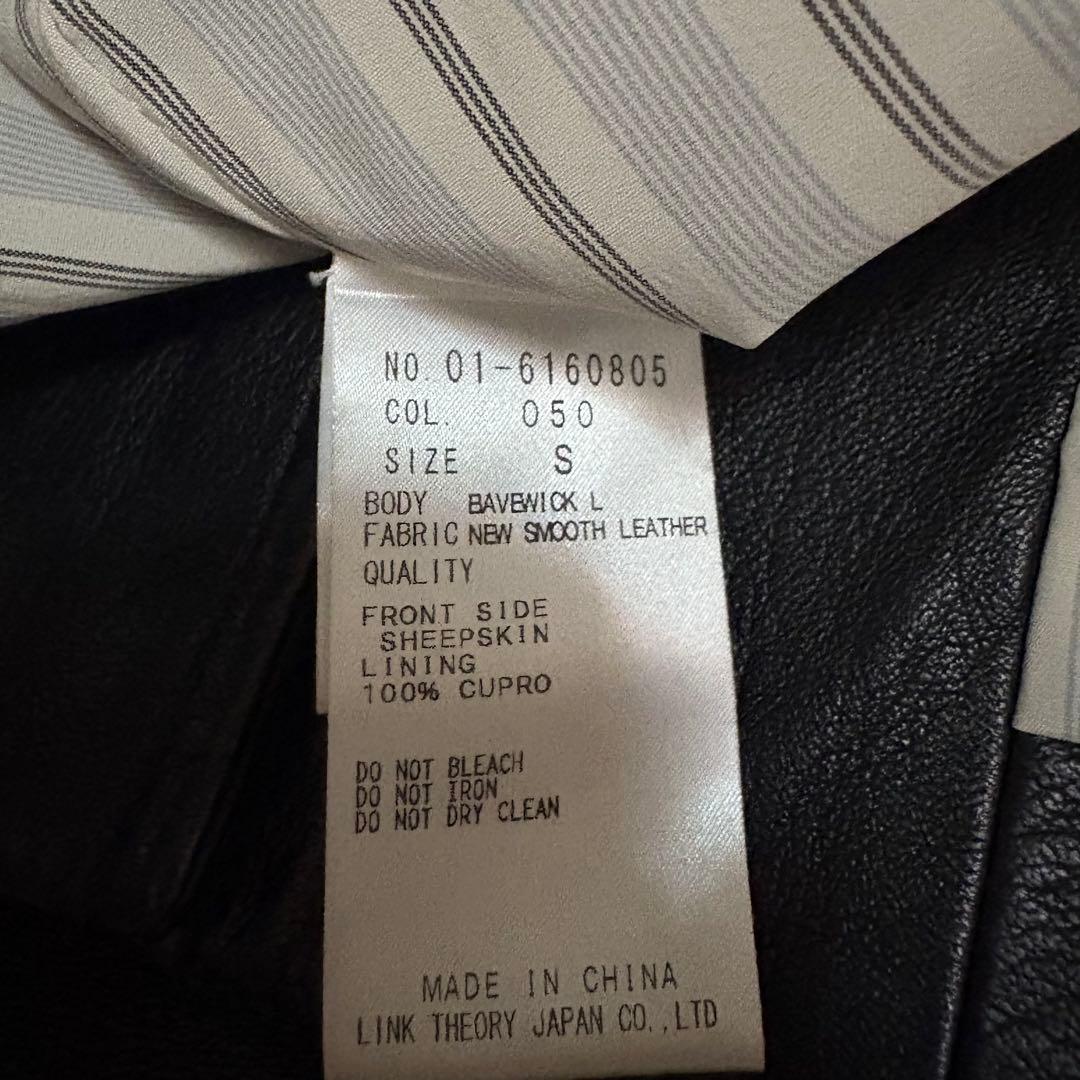 NO. 01-6160805
COL. 050
SIZE S
BODY BAVEWICK L
FABRIC NEW SMOOTH LEATHER
QUALITY
FRONT SIDE
SHEEPSKIN
LINING
100% CUPRO
DO NOT BLEACH
DO NOT IRON
DO NOT DRY CLEAN
MADE IN CHINA
LINK THEORY JAPAN CO.,LTD